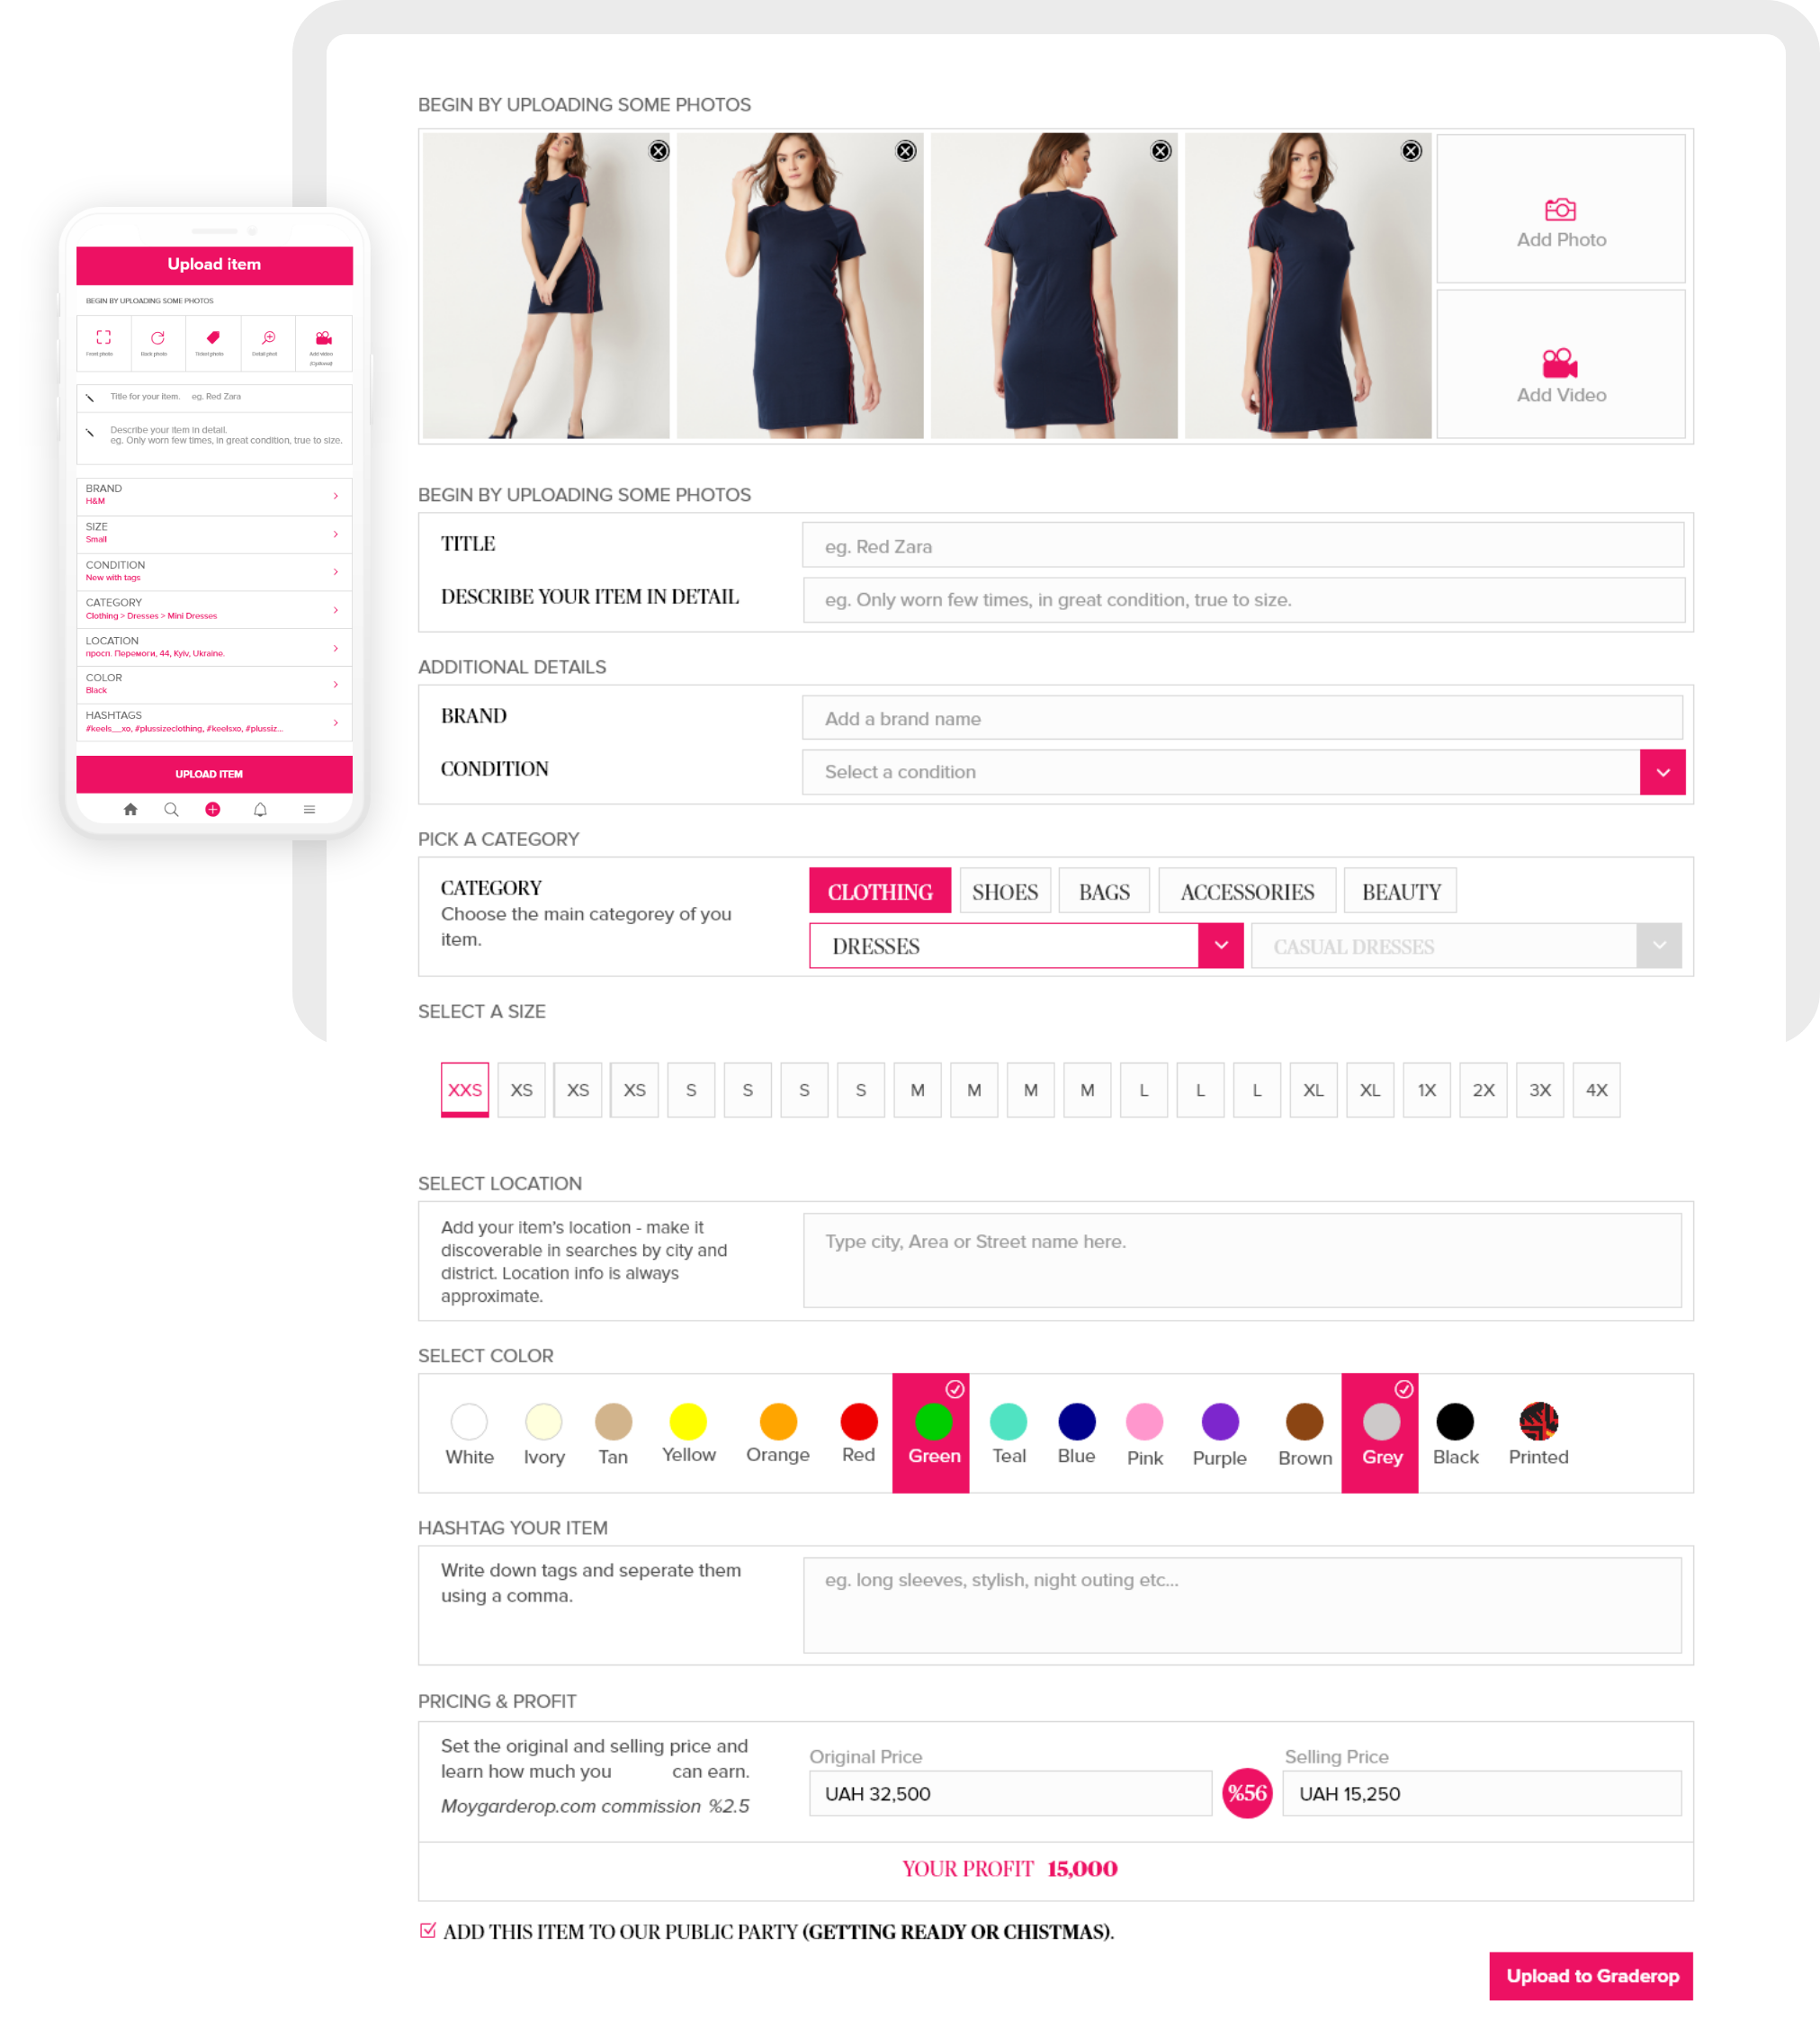 Upload item
BEGIN BY UPLOADING SOME PHOTOS
Front photo
Back photo
Ticket photo
Detail phot
Add video
(Optional)
Title for your item. eg. Red Zara
Describe your item in detail.
eg. Only worn few times, in great condition, true to size.
BRAND
H&M
SIZE
Small
CONDITION
New with tags
CATEGORY
Clothing > Dresses > Mini Dresses
LOCATION
просп. Перемоги, 44, Kyiv, Ukraine.
COLOR
Black
HASHTAGS
#keels__xo, #plussizeclothing, #keelsxo, #plussiz...
UPLOAD ITEM
BEGIN BY UPLOADING SOME PHOTOS
Add Photo
Add Video
BEGIN BY UPLOADING SOME PHOTOS
TITLE
eg. Red Zara
DESCRIBE YOUR ITEM IN DETAIL
eg. Only worn few times, in great condition, true to size.
ADDITIONAL DETAILS
BRAND
Add a brand name
CONDITION
Select a condition
PICK A CATEGORY
CATEGORY
Choose the main categorey of you
item.
CLOTHING SHOES BAGS ACCESSORIES BEAUTY
DRESSES CASUAL DRESSES
SELECT A SIZE
XXS XS XS XS S S S S M M M M L L L XL XL 1X 2X 3X 4X
SELECT LOCATION
Add your item's location - make it
discoverable in searches by city and
district. Location info is always
approximate.
Type city, Area or Street name here.
SELECT COLOR
White Ivory Tan Yellow Orange Red Green Teal Blue Pink Purple Brown Grey Black Printed
HASHTAG YOUR ITEM
Write down tags and seperate them
using a comma.
eg. long sleeves, stylish, night outing etc...
PRICING & PROFIT
Set the original and selling price and
learn how much you can earn.
Moygarderop.com commission %2.5
Original Price
UAH 32,500
%56
Selling Price
UAH 15,250
YOUR PROFIT 15,000
ADD THIS ITEM TO OUR PUBLIC PARTY (GETTING READY OR CHISTMAS).
Upload to Graderop